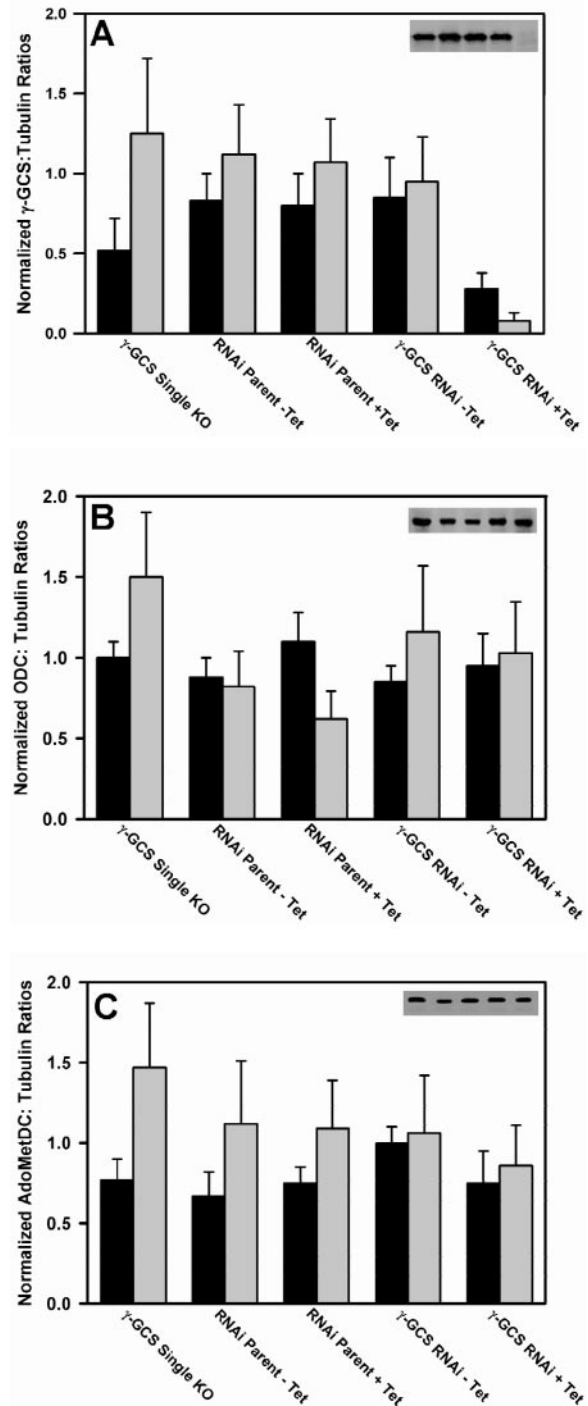 A
Normalized γ-GCS:Tubulin Ratios
2.0
1.5
1.0
0.5
0.0
γ-GCS Single KO
RNAi Parent -Tet
RNAi Parent +Tet
γ-GCS RNAi -Tet
γ-GCS RNAi +Tet
B
Normalized ODC: Tubulin Ratios
2.0
1.5
1.0
0.5
0.0
γ-GCS Single KO
RNAi Parent - Tet
RNAi Parent + Tet
γ-GCS RNAi - Tet
γ-GCS RNAi + Tet
C
Normalized AdoMetDC: Tubulin Ratios
2.0
1.5
1.0
0.5
0.0
γ-GCS Single KO
RNAi Parent - Tet
RNAi Parent + Tet
γ-GCS RNAi - Tet
γ-GCS RNAi + Tet